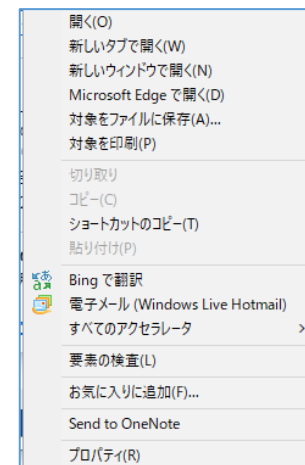 開く(O)
新しいタブで開く(W)
新しいウィンドウで開く(N)
Microsoft Edge で開く(D)
対象をファイルに保存(A)...
対象を印刷(P)
切り取り
コピー(C)
ショートカットのコピー(T)
貼り付け(P)
Bing で翻訳
電子メール (Windows Live Hotmail)
すべてのアクセラレータ
要素の検査(L)
お気に入りに追加(F)...
Send to OneNote
プロパティ(R)